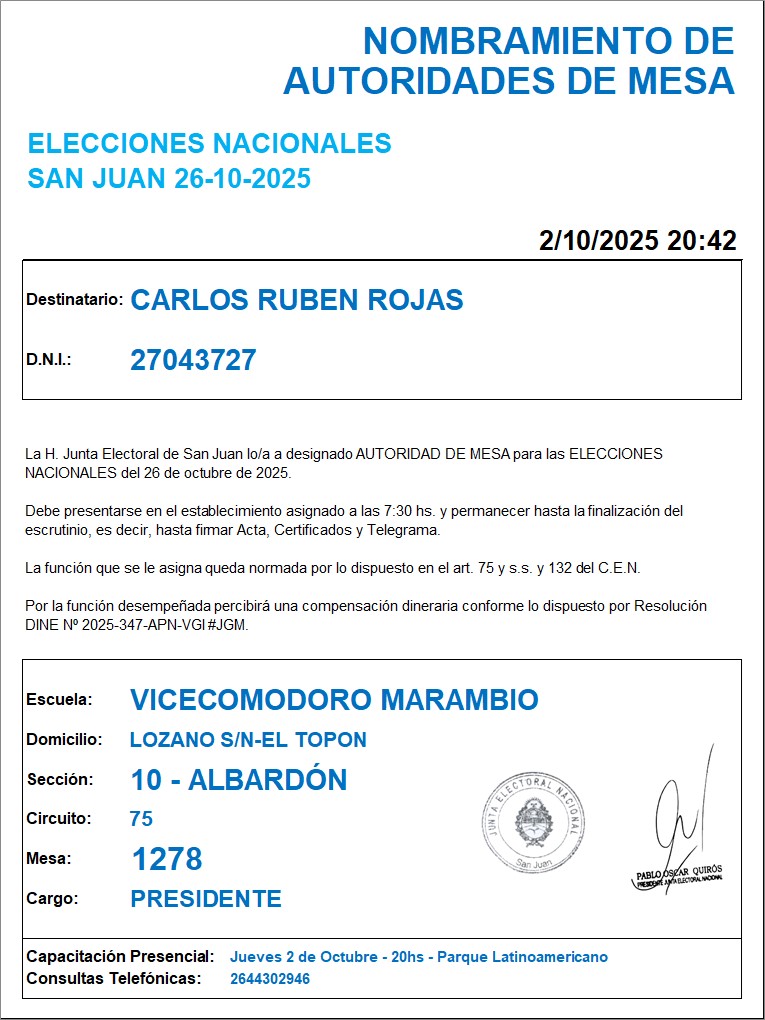 NOMBRAMIENTO DE
AUTORIDADES DE MESA
ELECCIONES NACIONALES
SAN JUAN 26-10-2025
2/10/2025 20:42
Destinatario: CARLOS RUBEN ROJAS
D.N.I.: 27043727
La H. Junta Electoral de San Juan lo/a a designado AUTORIDAD DE MESA para las ELECCIONES
NACIONALES del 26 de octubre de 2025.
Debe presentarse en el establecimiento asignado a las 7:30 hs. y permanecer hasta la finalización del
escrutinio, es decir, hasta firmar Acta, Certificados y Telegrama.
La función que se le asigna queda normada por lo dispuesto en el art. 75 y s.s. y 132 del C.E.N.
Por la función desempeñada percibirá una compensación dineraria conforme lo dispuesto por Resolución
DINE Nº 2025-347-APN-VGI#JGM.
Escuela: VICECOMODORO MARAMBIO
Domicilio: LOZANO S/N-EL TOPON
Sección: 10 - ALBARDÓN
Circuito: 75
Mesa: 1278
Cargo: PRESIDENTE
JUNTA ELECTORAL NACIONAL
San Juan
PABLO OSCAR QUIRÓS
PRESIDENTE JUNTA ELECTORAL NACIONAL
Capacitación Presencial: Jueves 2 de Octubre - 20hs - Parque Latinoamericano
Consultas Telefónicas: 2644302946